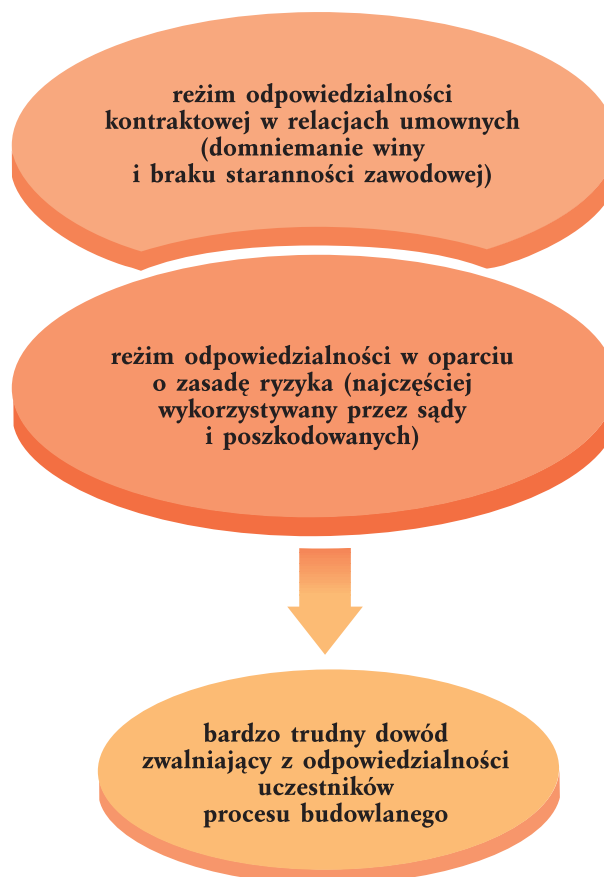 reżim odpowiedzialności
kontraktowej w relacjach umownych
(domniemanie winy
i braku staranności zawodowej)
reżim odpowiedzialności w oparciu
o zasadę ryzyka (najczęściej
wykorzystywany przez sądy
i poszkodowanych)
bardzo trudny dowód
zwalniający z odpowiedzialności
uczestników
procesu budowlanego